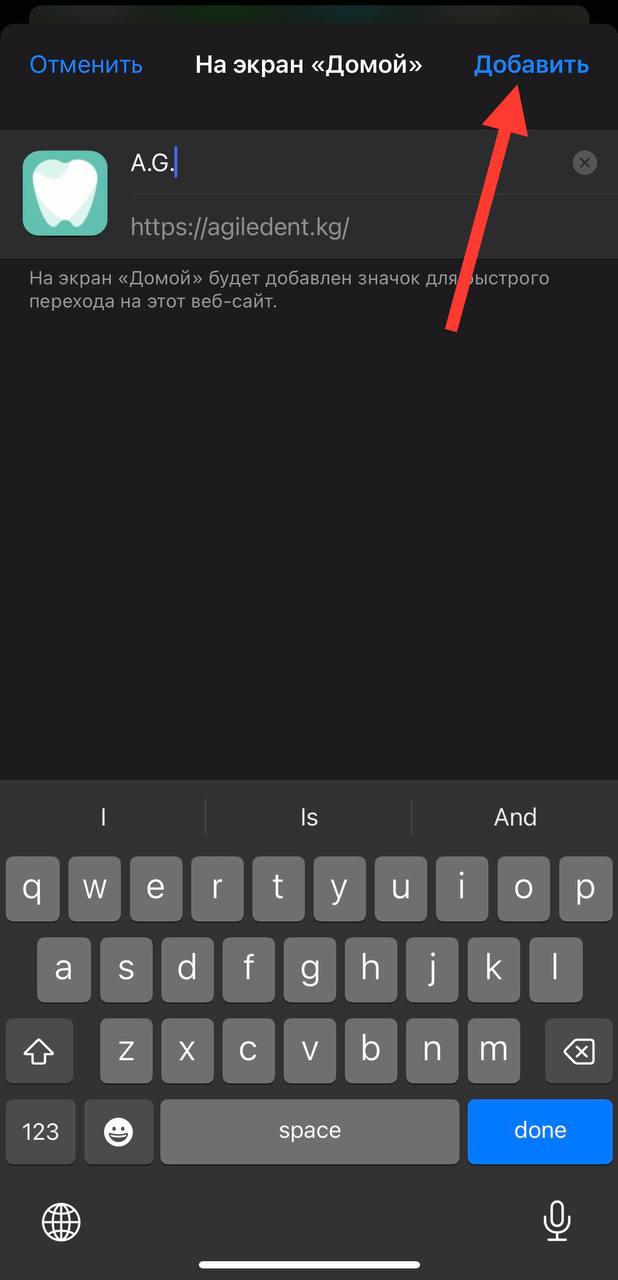 Отменить На экран «Домой» Добавить
A.G.
https://agiledent.kg/
На экран «Домой» будет добавлен значок для быстрого
перехода на этот веб-сайт.
I Is And
q w e r t y u i o p
a s d f g h j k l
z x c v b n m
123 space done